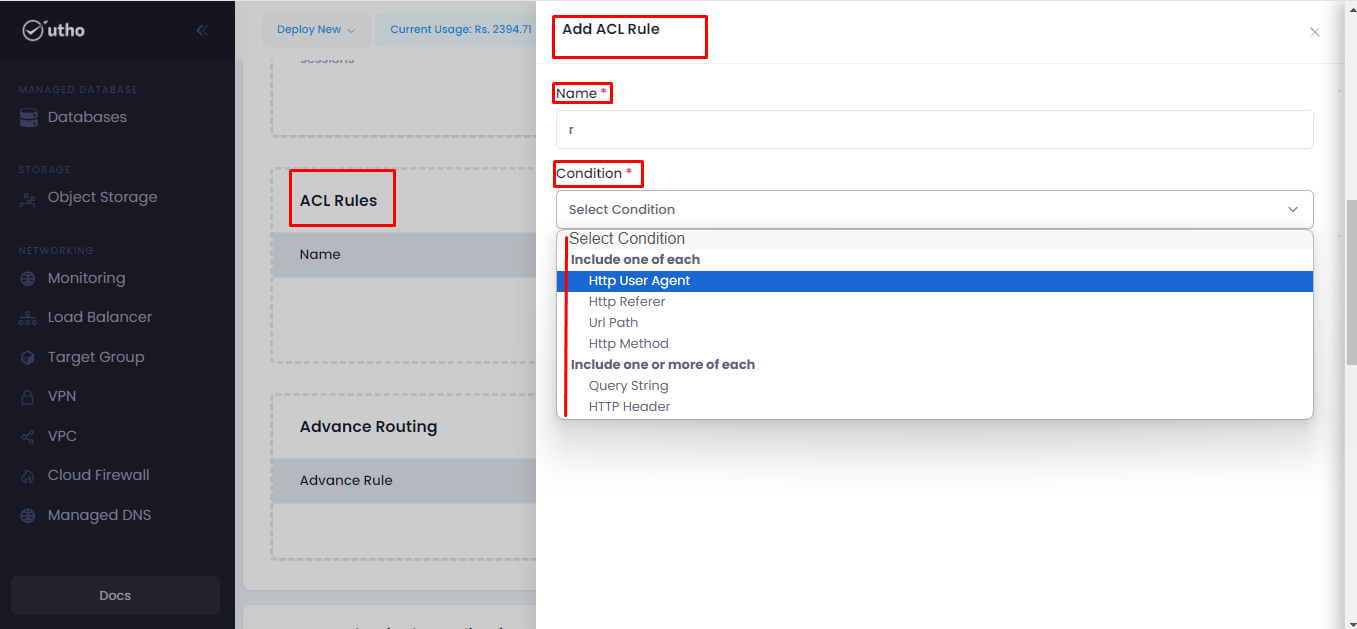 utho
MANAGED DATABASE
Databases
STORAGE
Object Storage
NETWORKING
Monitoring
Load Balancer
Target Group
VPN
VPC
Cloud Firewall
Managed DNS
Docs
Deploy New
Current Usage: Rs. 2394.71
sessions
ACL Rules
Name
Advance Routing
Advance Rule
Add ACL Rule
Name *
r
Condition *
Select Condition
Select Condition
Include one of each
Http User Agent
Http Referer
Url Path
Http Method
Include one or more of each
Query String
HTTP Header